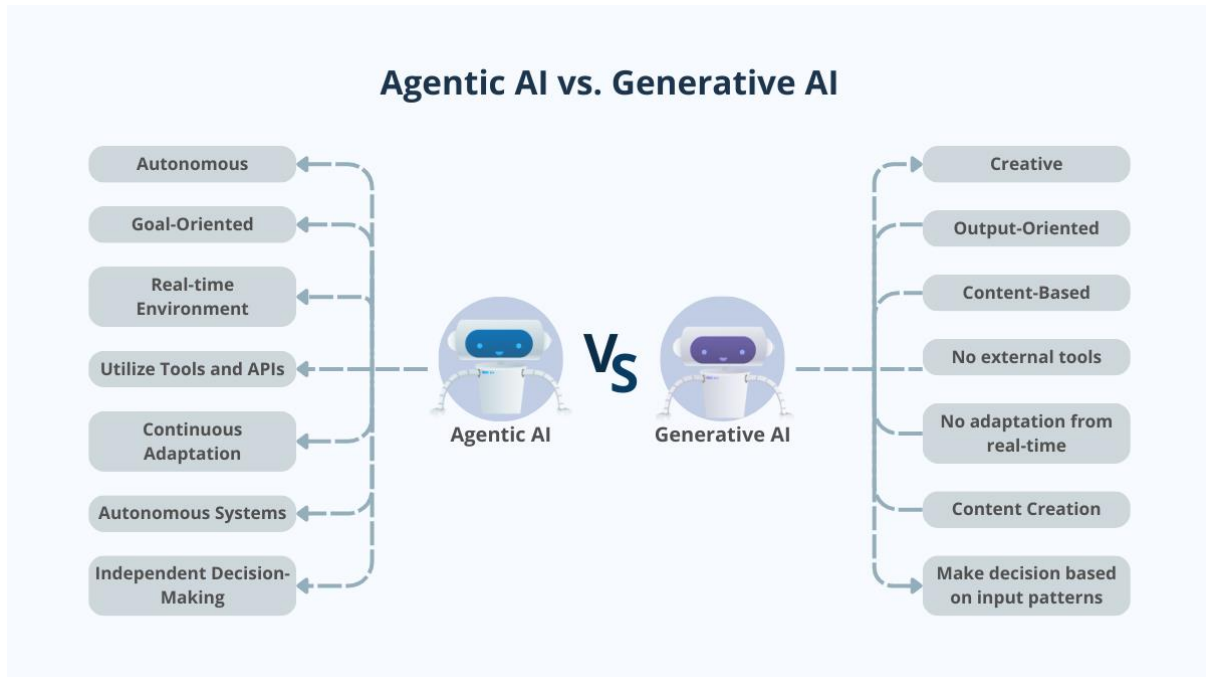 Agentic AI vs. Generative AI
Autonomous
Goal-Oriented
Real-time
Environment
Utilize Tools and APIs
Continuous
Adaptation
Autonomous Systems
Independent Decision-
Making
VS
Agentic AI
Generative AI
Creative
Output-Oriented
Content-Based
No external tools
No adaptation from
real-time
Content Creation
Make decision based
on input patterns